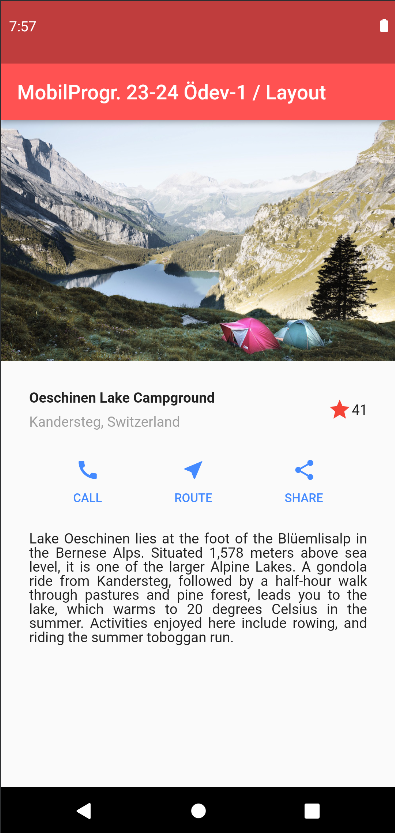 7:57
MobilProgr. 23-24 Ödev-1 / Layout
Oeschinen Lake Campground
Kandersteg, Switzerland
41
CALL ROUTE SHARE
Lake Oeschinen lies at the foot of the Blüemlisalp in
the Bernese Alps. Situated 1,578 meters above sea
level, it is one of the larger Alpine Lakes. A gondola
ride from Kandersteg, followed by a half-hour walk
through pastures and pine forest, leads you to the
lake, which warms to 20 degrees Celsius in the
summer. Activities enjoyed here include rowing, and
riding the summer toboggan run.